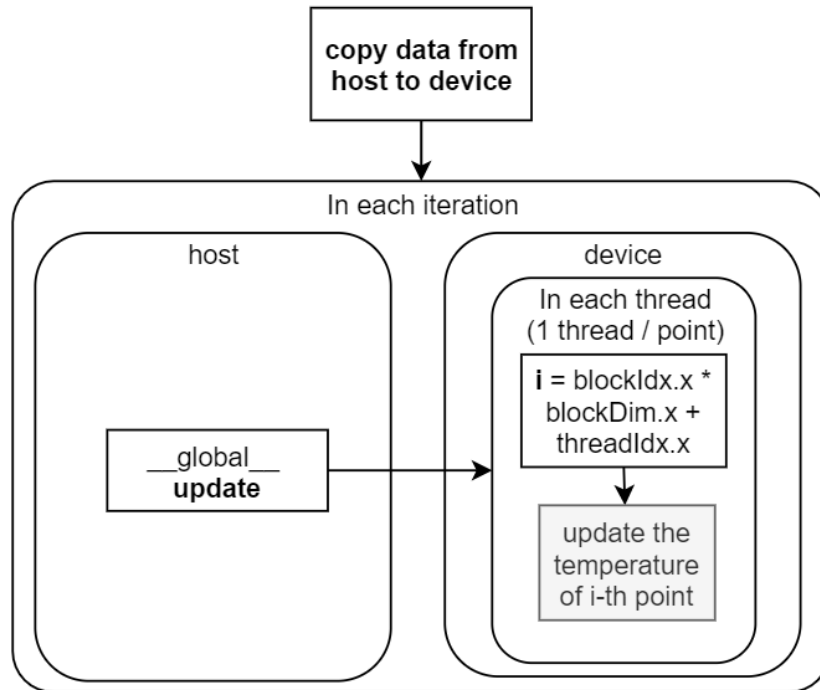 copy data from
host to device
In each iteration
host
device
In each thread
(1 thread / point)
i = blockIdx.x *
blockDim.x +
threadIdx.x
__global__
update
update the
temperature
of i-th point